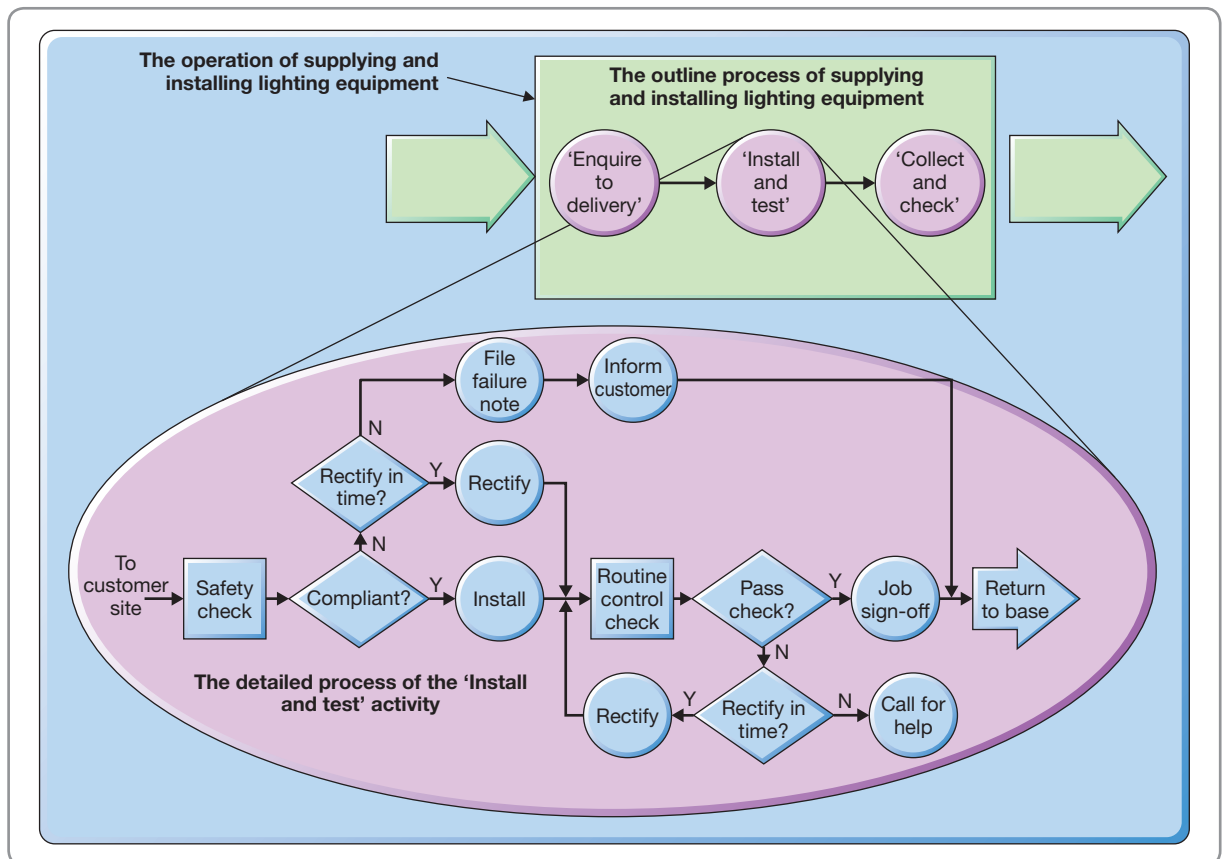 The operation of supplying and
installing lighting equipment
The outline process of supplying
and installing lighting equipment
‘Enquire
to
delivery’
‘Install
and
test’
‘Collect
and
check’
File
failure
note
Inform
customer
N
Rectify in
time?
Y
Rectify
N
To
customer
site
Safety
check
Compliant?
Y
Install
Routine
control
check
Pass
check?
Y
Job
sign-off
Return
to base
N
The detailed process of the ‘Install
and test’ activity
Rectify
Y
Rectify in
time?
N
Call for
help